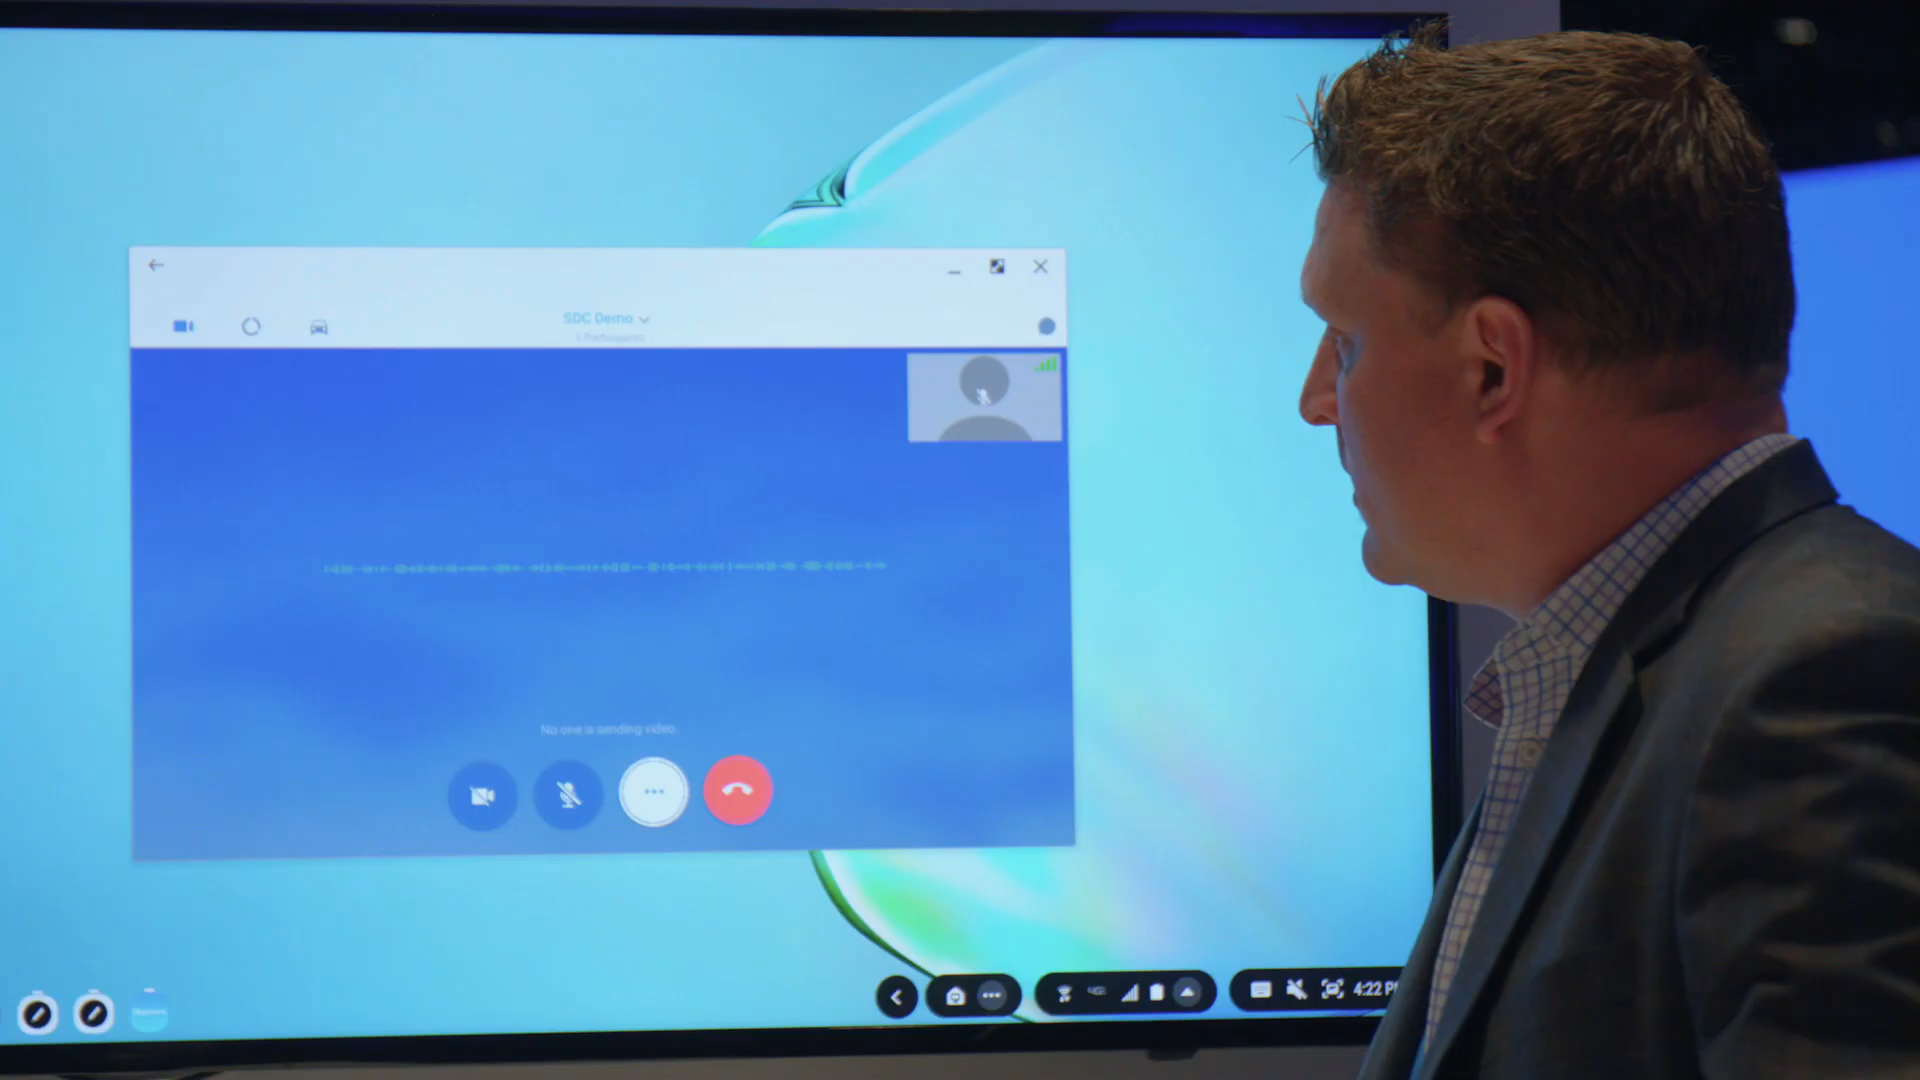 SDC Demo
No one is sending video.
4:22 P